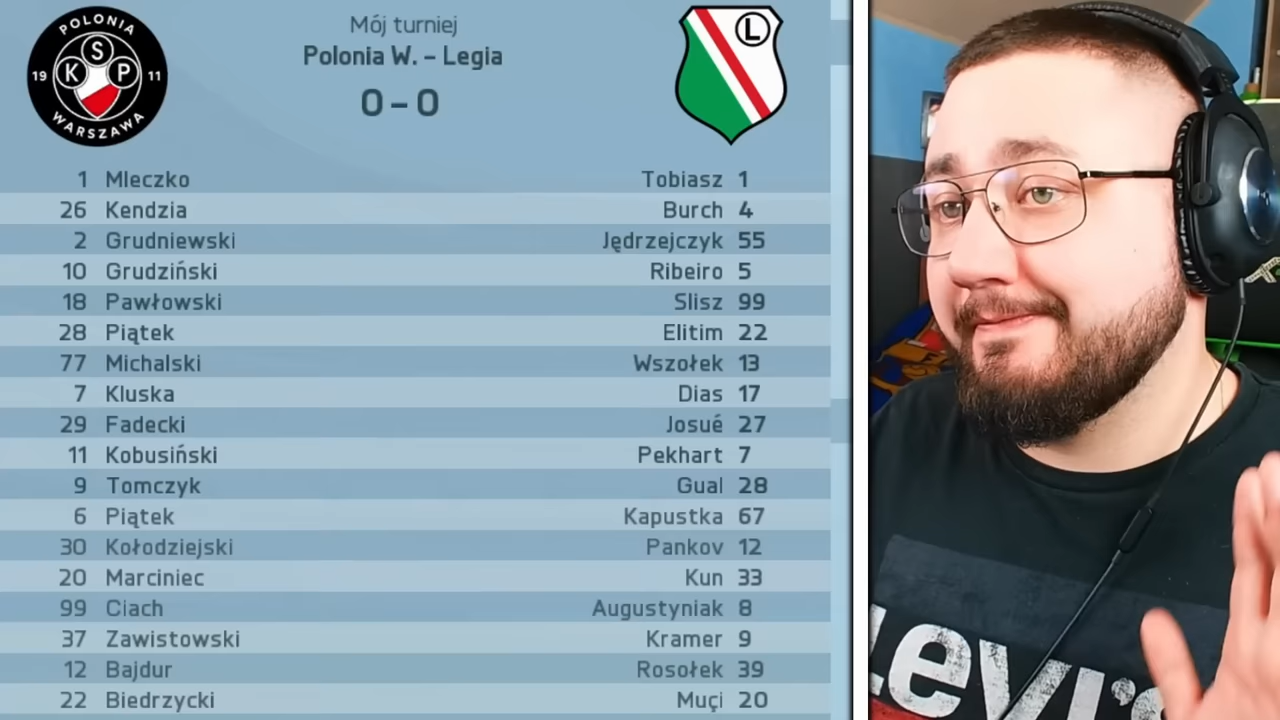 POLONIA
19 KSP 11
WARSZAWA
Mój turniej
Polonia W. – Legia
0 – 0
L
1 Mleczko Tobiasz 1
26 Kendzia Burch 4
2 Grudniewski Jędrzejczyk 55
10 Grudziński Ribeiro 5
18 Pawłowski Slisz 99
28 Piątek Elitim 22
77 Michalski Wszołek 13
7 Kluska Dias 17
29 Fadecki Josué 27
11 Kobusiński Pekhart 7
9 Tomczyk Gual 28
6 Piątek Kapustka 67
30 Kołodziejski Pankov 12
20 Marciniec Kun 33
99 Ciach Augustyniak 8
37 Zawistowski Kramer 9
12 Bajdur Rosołek 39
22 Biedrzycki Muçi 20
Levi's